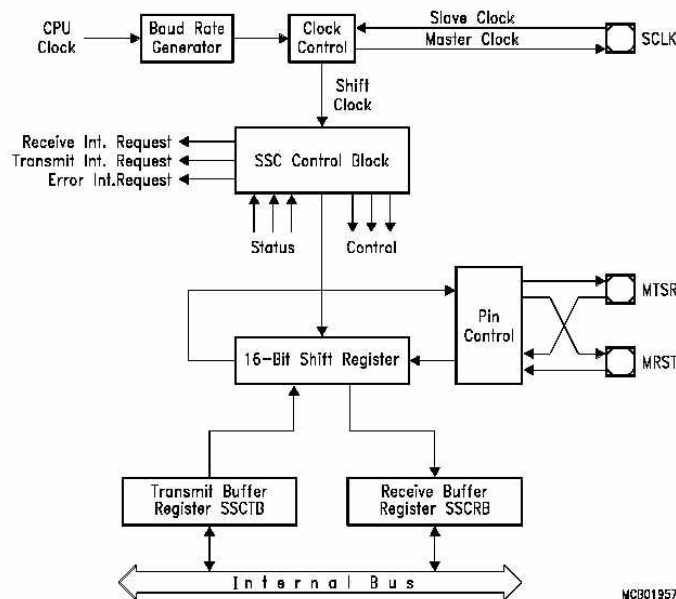 CPU
Clock
Baud Rate
Generator
Clock
Control
Slave Clock
Master Clock
SCLK
Shift
Clock
Receive Int. Request
Transmit Int. Request
Error Int.Request
SSC Control Block
Status
Control
MTSR
Pin
Control
MRST
16-Bit Shift Register
Transmit Buffer
Register SSCTB
Receive Buffer
Register SSCRB
Internal Bus
MCB01957